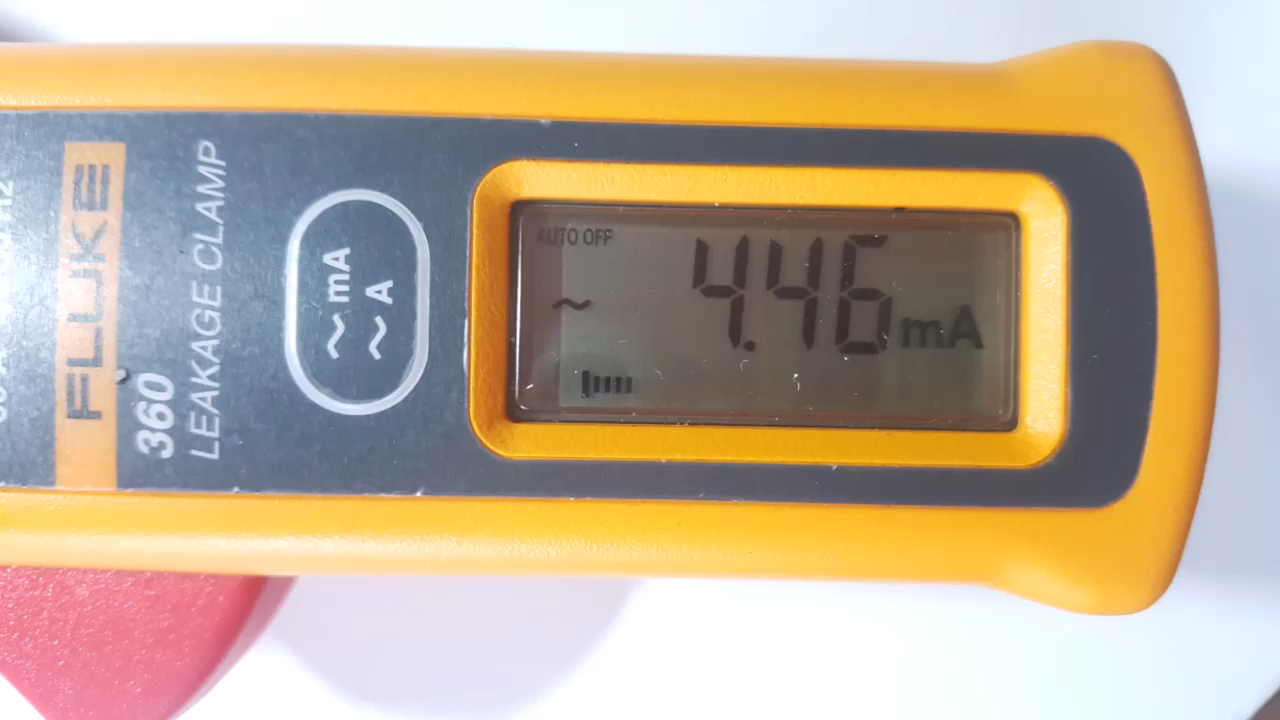 FLUKE
360
LEAKAGE CLAMP
~ mA
~ A
AUTO OFF
~ 4.46 mA